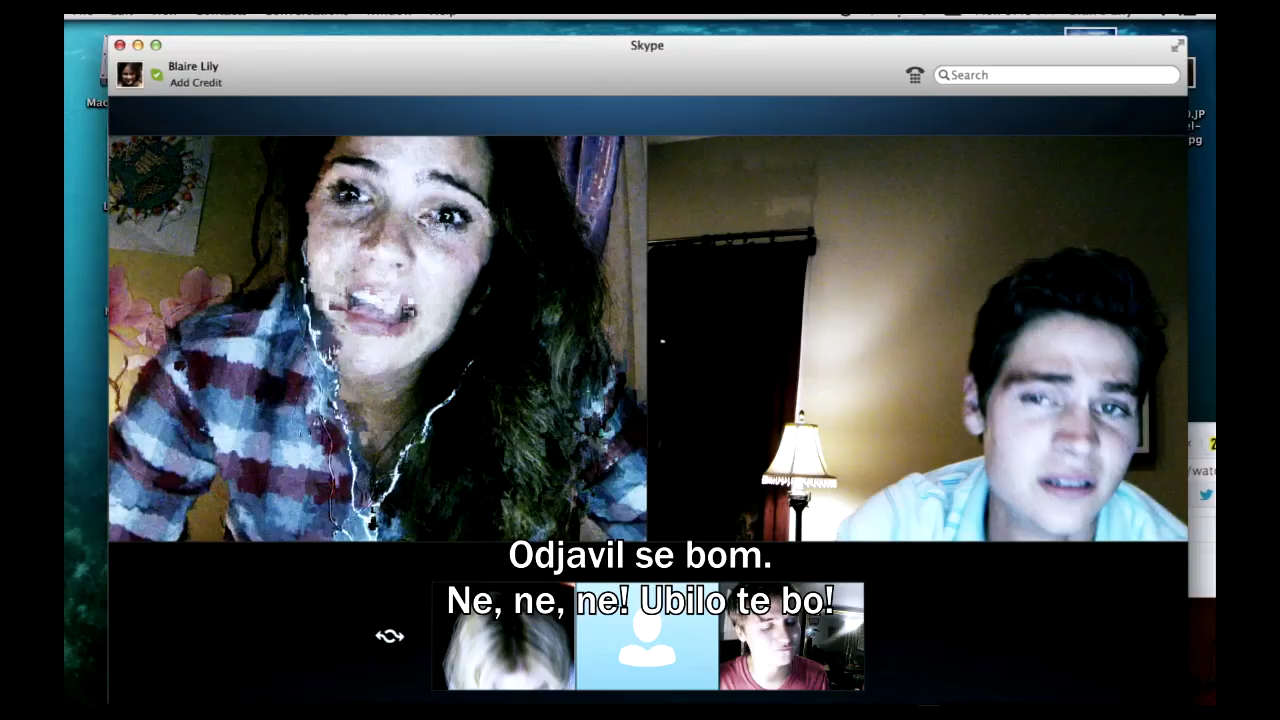 Skype
Blaire Lily
Add Credit
Search
Odjavil se bom.
Ne, ne, ne! Ubilo te bo!